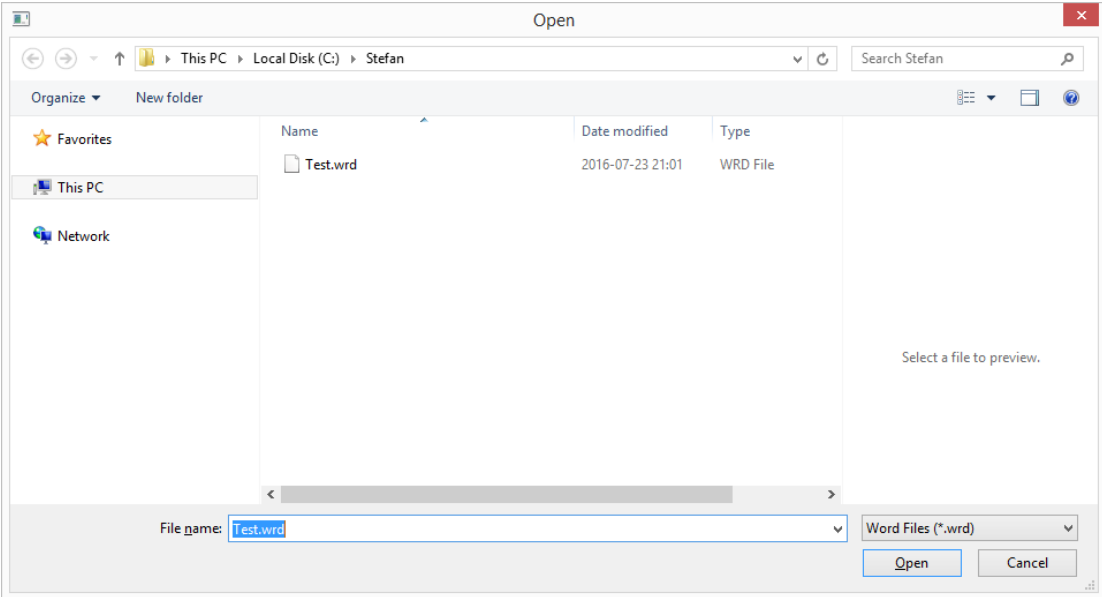 Open
This PC Local Disk (C:) Stefan Search Stefan
Organize New folder
Favorites
This PC
Network
Name Date modified Type
Test.wrd 2016-07-23 21:01 WRD File
Select a file to preview.
File name: Test.wrd Word Files (*.wrd)
Open Cancel